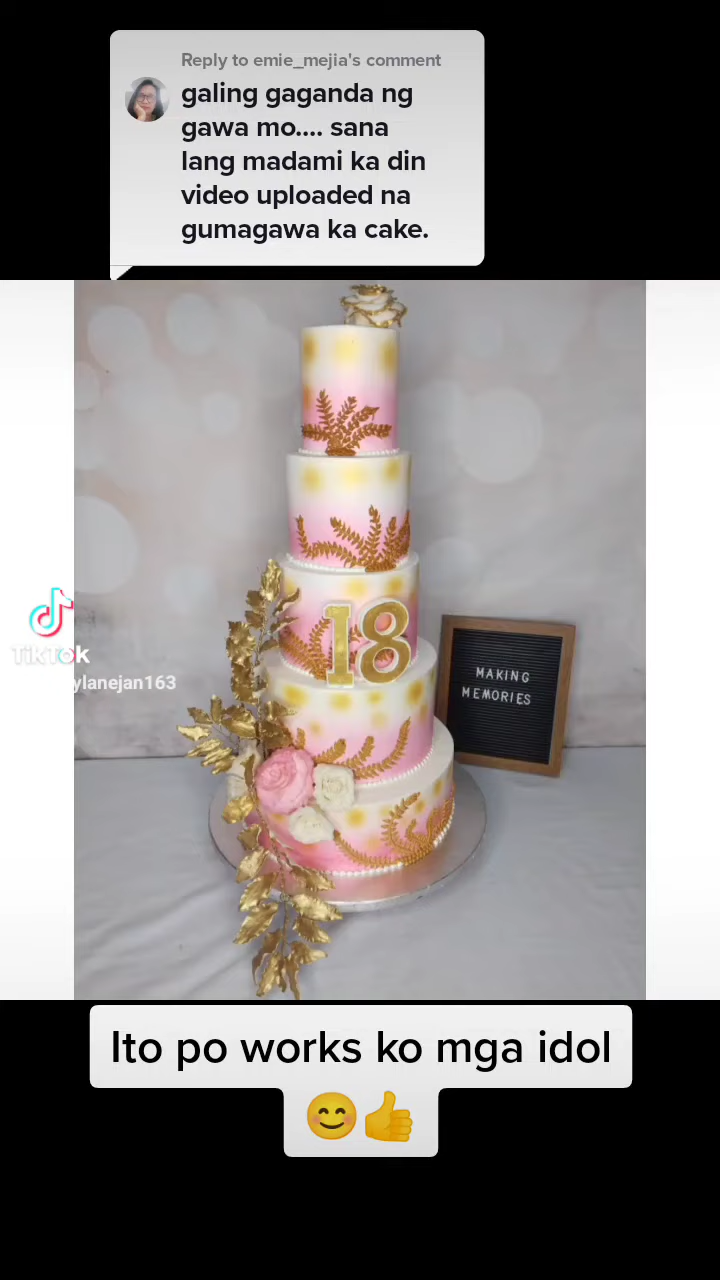 Reply to emie_mejia's comment
galing gaganda ng
gawa mo.... sana
lang madami ka din
video uploaded na
gumagawa ka cake.
18
MAKING
MEMORIES
TikTok
ylanejan163
Ito po works ko mga idol
😊👍